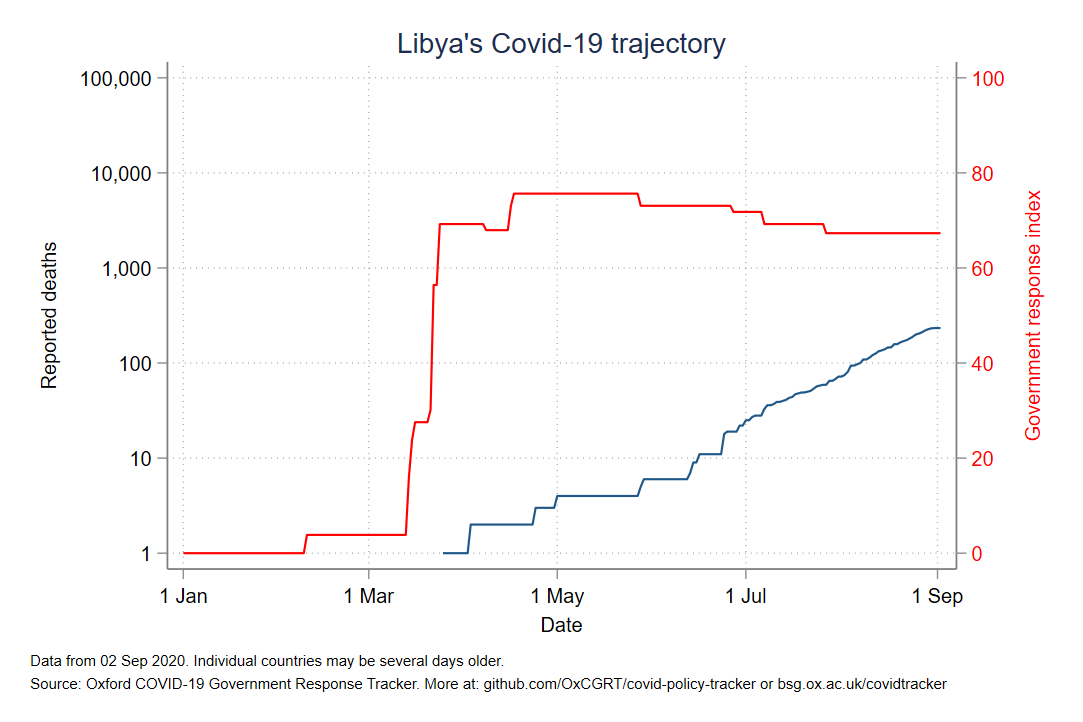 Libya's Covid-19 trajectory
100,000
10,000
1,000
100
10
1
Reported deaths
100
80
60
40
20
0
Government response index
1 Jan
1 Mar
1 May
1 Jul
1 Sep
Date
Data from 02 Sep 2020. Individual countries may be several days older.
Source: Oxford COVID-19 Government Response Tracker. More at: github.com/OxCGRT/covid-policy-tracker or bsg.ox.ac.uk/covidtracker